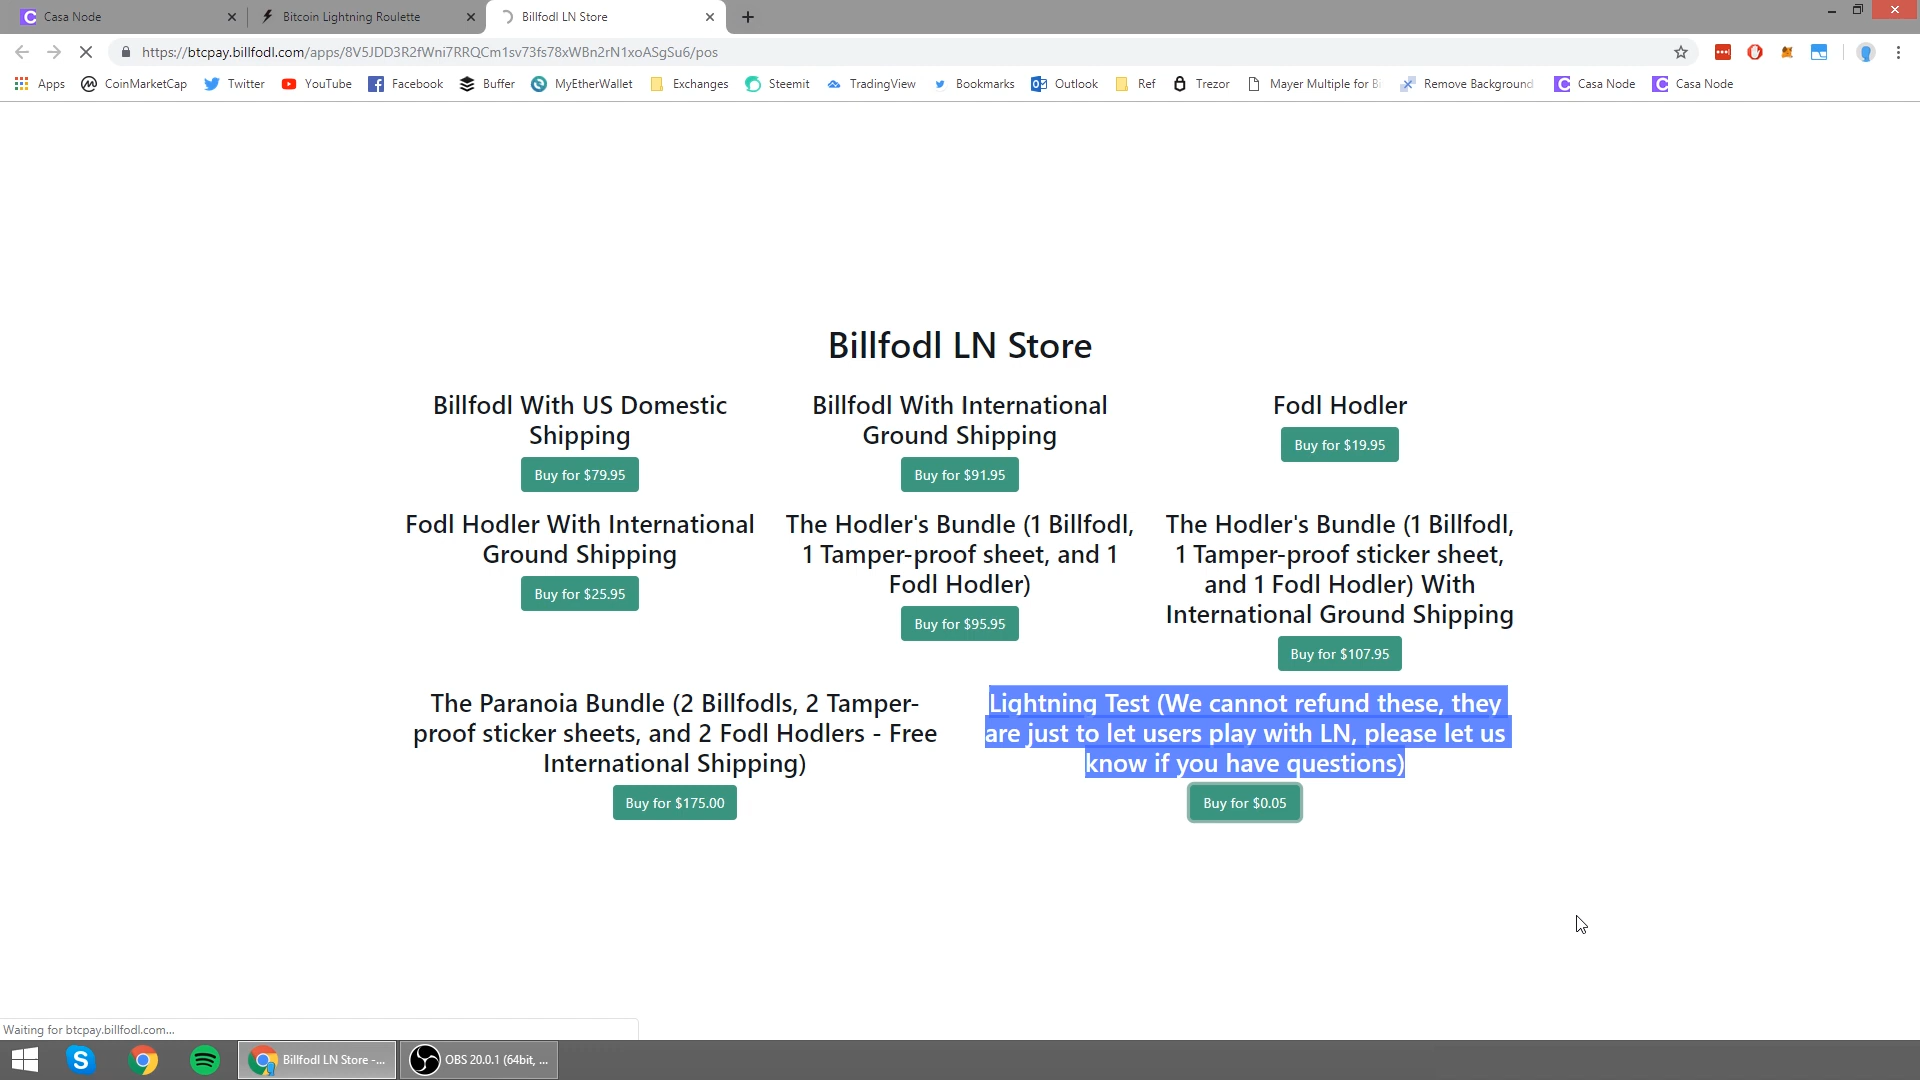 Casa Node
Bitcoin Lightning Roulette
Billfodl LN Store
https://btcpay.billfodl.com/apps/8V5JDD3R2fWni7RRQCm1sv73fs78xWBn2rN1xoASgSu6/pos
Apps
CoinMarketCap
Twitter
YouTube
Facebook
Buffer
MyEtherWallet
Exchanges
Steemit
TradingView
Bookmarks
Outlook
Ref
Trezor
Mayer Multiple for Bi
Remove Background
Casa Node
Casa Node
Billfodl LN Store
Billfodl With US Domestic
Shipping
Buy for $79.95
Billfodl With International
Ground Shipping
Buy for $91.95
Fodl Hodler
Buy for $19.95
Fodl Hodler With International
Ground Shipping
Buy for $25.95
The Hodler's Bundle (1 Billfodl,
1 Tamper-proof sheet, and 1
Fodl Hodler)
Buy for $95.95
The Hodler's Bundle (1 Billfodl,
1 Tamper-proof sticker sheet,
and 1 Fodl Hodler) With
International Ground Shipping
Buy for $107.95
The Paranoia Bundle (2 Billfodls, 2 Tamper-
proof sticker sheets, and 2 Fodl Hodlers - Free
International Shipping)
Buy for $175.00
Lightning Test (We cannot refund these, they
are just to let users play with LN, please let us
know if you have questions)
Buy for $0.05
Waiting for btcpay.billfodl.com...
Billfodl LN Store -...
OBS 20.0.1 (64bit, ...